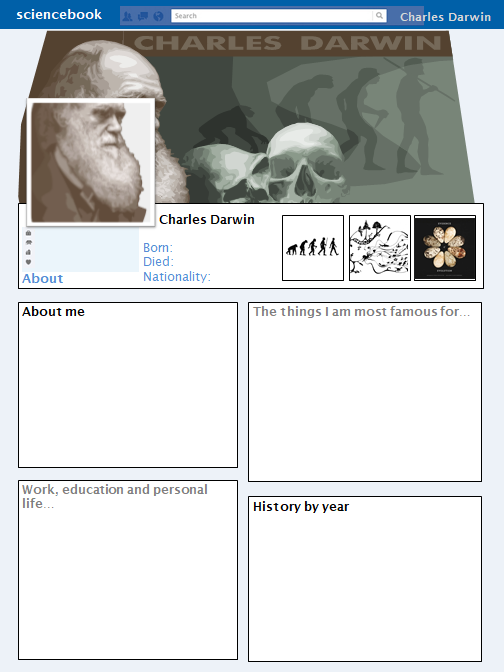 sciencebook
Search
Charles Darwin
CHARLES DARWIN
Charles Darwin
Born:
Died:
Nationality:
About
About me
The things I am most famous for...
Work, education and personal
life...
History by year